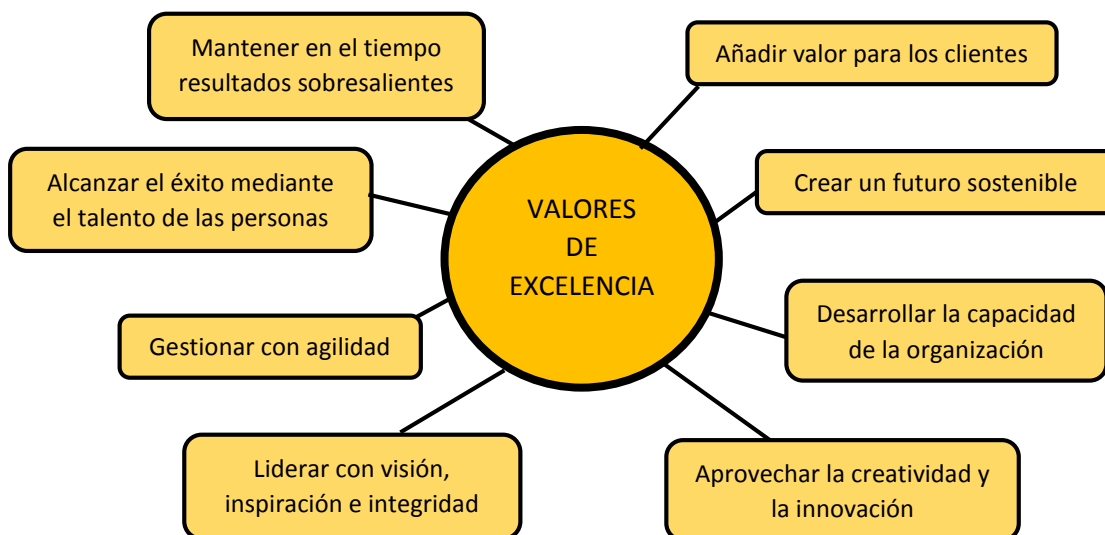 Mantener en el tiempo
resultados sobresalientes
Añadir valor para los clientes
Alcanzar el éxito mediante
el talento de las personas
VALORES
DE
EXCELENCIA
Crear un futuro sostenible
Gestionar con agilidad
Desarrollar la capacidad
de la organización
Liderar con visión,
inspiración e integridad
Aprovechar la creatividad y
la innovación